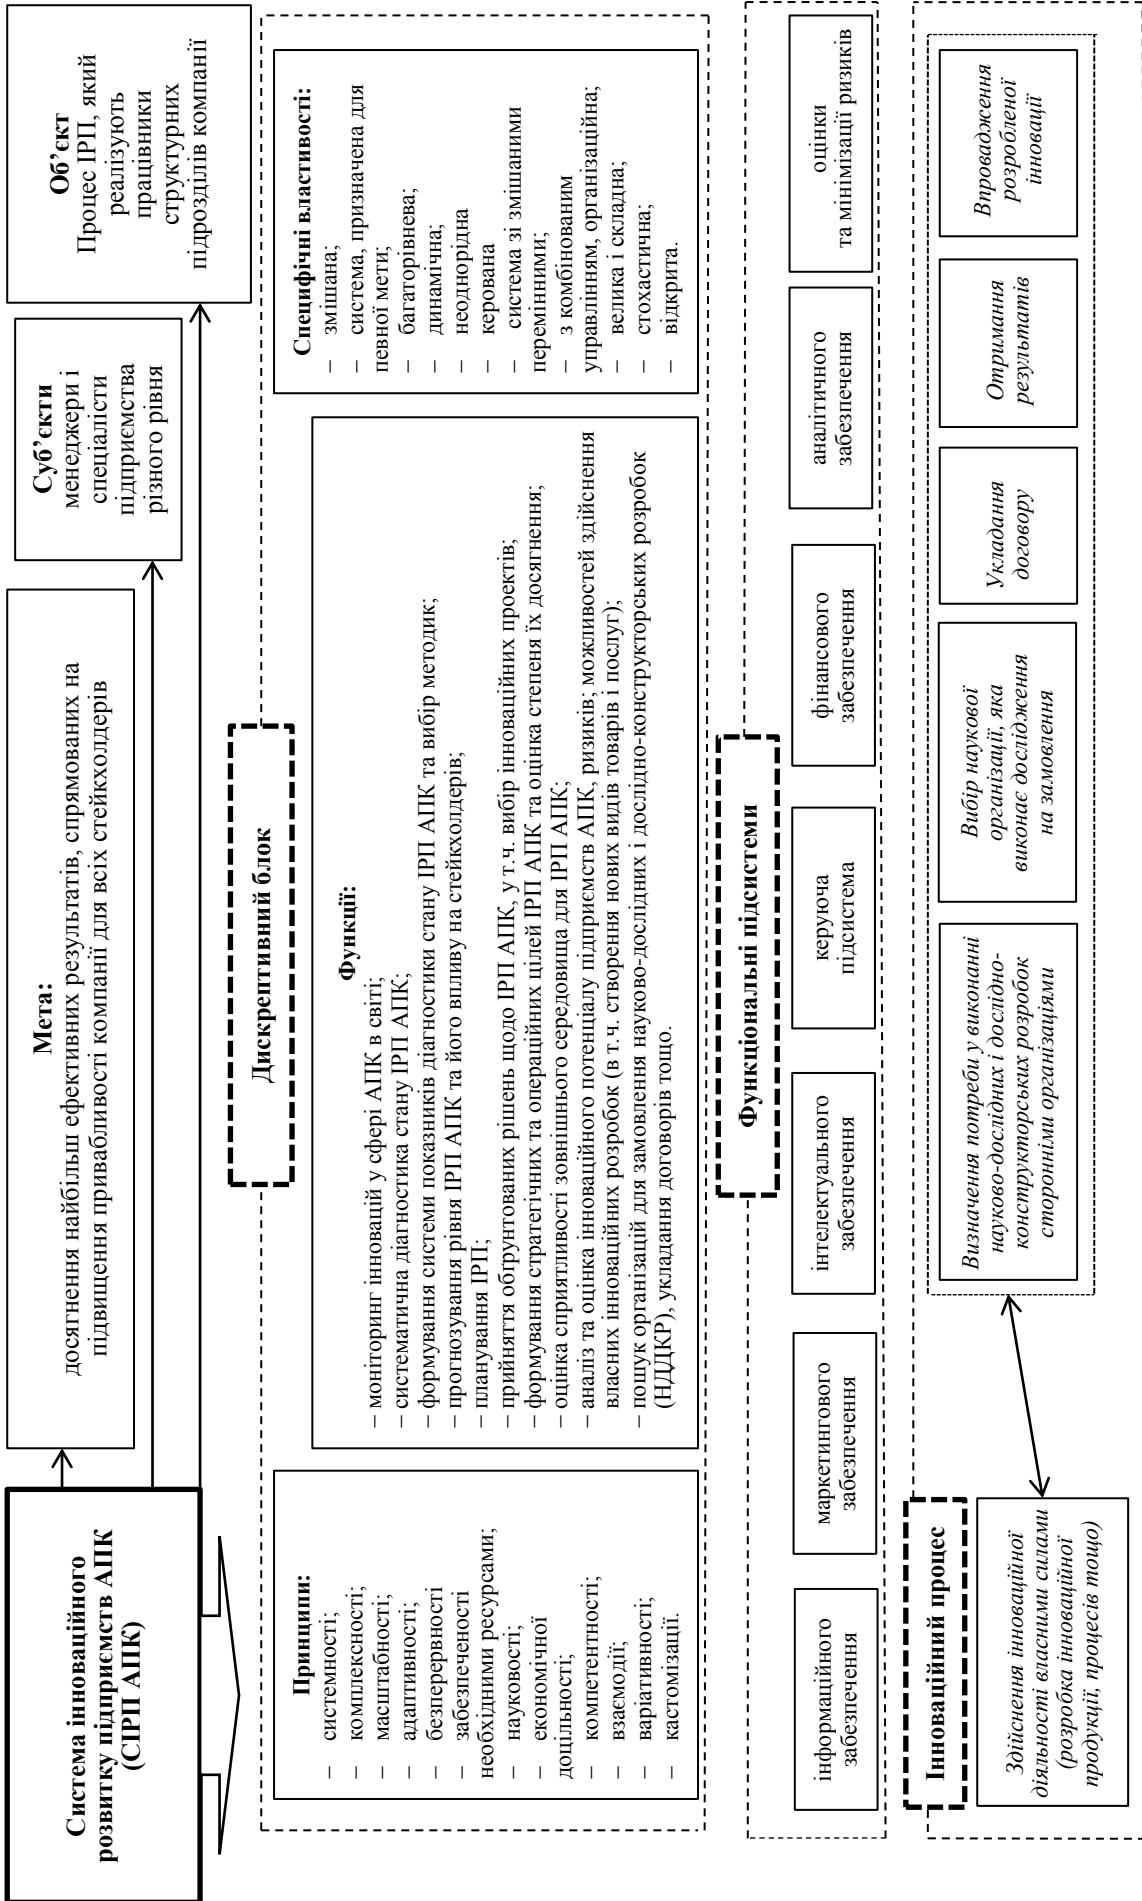 Система інноваційного
розвитку підприємств АПК
(СІРП АПК)
Мета:
досягнення найбільш ефективних результатів, спрямованих на
підвищення привабливості компанії для всіх стейкхолдерів
Суб’єкти
менеджери і
спеціалісти
підприємства
різного рівня
Об’єкт
Процес ІРП, який
реалізують
працівники
структурних
підрозділів компанії
Дискрептивний блок
Принципи:
– системності;
– комплексності;
– масштабності;
– адаптивності;
– безперервності
– забезпеченості
необхідними ресурсами;
– науковості;
– економічної
доцільності;
– компетентності;
– взаємодії;
– варіативності;
– кастомізації.
Функції:
– моніторинг інновацій у сфері АПК в світі;
– систематична діагностика стану ІРП АПК;
– формування системи показників діагностики стану ІРП АПК та вибір методик;
– прогнозування рівня ІРП АПК та його впливу на стейкхолдерів;
– планування ІРП;
– прийняття обґрунтованих рішень щодо ІРП АПК, у т.ч. вибір інноваційних проектів;
– формування стратегічних та операційних цілей ІРП АПК та оцінка степеня їх досягнення;
– оцінка сприятливості зовнішнього середовища для ІРП АПК;
– аналіз та оцінка інноваційного потенціалу підприємств АПК, ризиків; можливостей здійснення
власних інноваційних розробок (в т.ч. створення нових видів товарів і послуг);
– пошук організацій для замовлення науково-дослідних і дослідно-конструкторських розробок
(НДДКР), укладання договорів тощо.
Специфічні властивості:
– змішана;
– система, призначена для
певної мети;
– багаторівнева;
– динамічна;
– неоднорідна
– керована
– система зі змішаними
перемінними;
– з комбінованим
управлінням, організаційна;
– велика і складна;
– стохастична;
– відкрита.
Функціональні підсистеми
інформаційного
забезпечення
маркетингового
забезпечення
інтелектуального
забезпечення
керуюча
підсистема
фінансового
забезпечення
аналітичного
забезпечення
оцінки
та мінімізації ризиків
Інноваційний процес
Здійснення інноваційної
діяльності власними силами
(розробка інноваційної
продукції, процесів тощо)
Визначення потреби у виконанні
науково-дослідних і дослідно-
конструкторських розробок
сторонніми організаціями
Вибір наукової
організації, яка
виконає дослідження
на замовлення
Укладання
договору
Отримання
результатів
Впровадження
розробленої
інновації